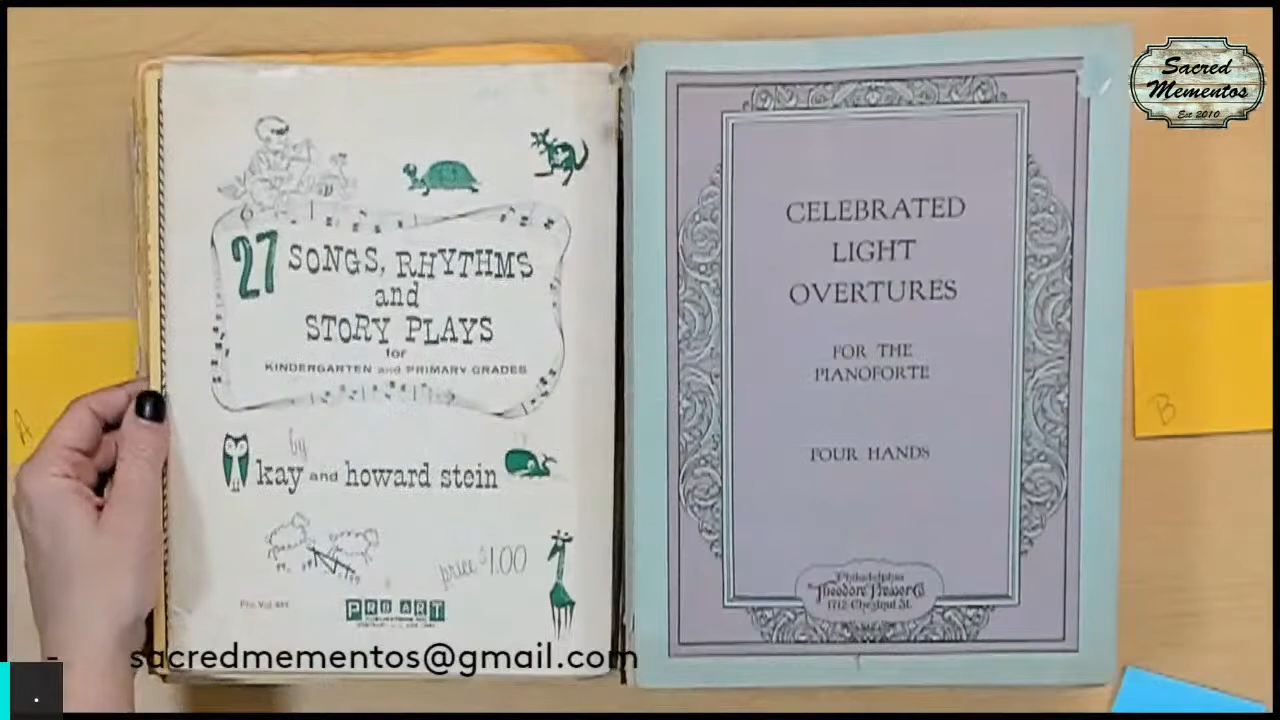 27 SONGS, RHYTHMS
and
STORY PLAYS
for
KINDERGARTEN and PRIMARY GRADES
by
kay and howard stein
price $1.00
PRO ART
CELEBRATED
LIGHT
OVERTURES
FOR THE
PIANOFORTE
FOUR HANDS
Philadelphia
Theodore Presser Co.
1712 Chestnut St.
A
B
Sacred
Mementos
Est 2010
sacredmementos@gmail.com